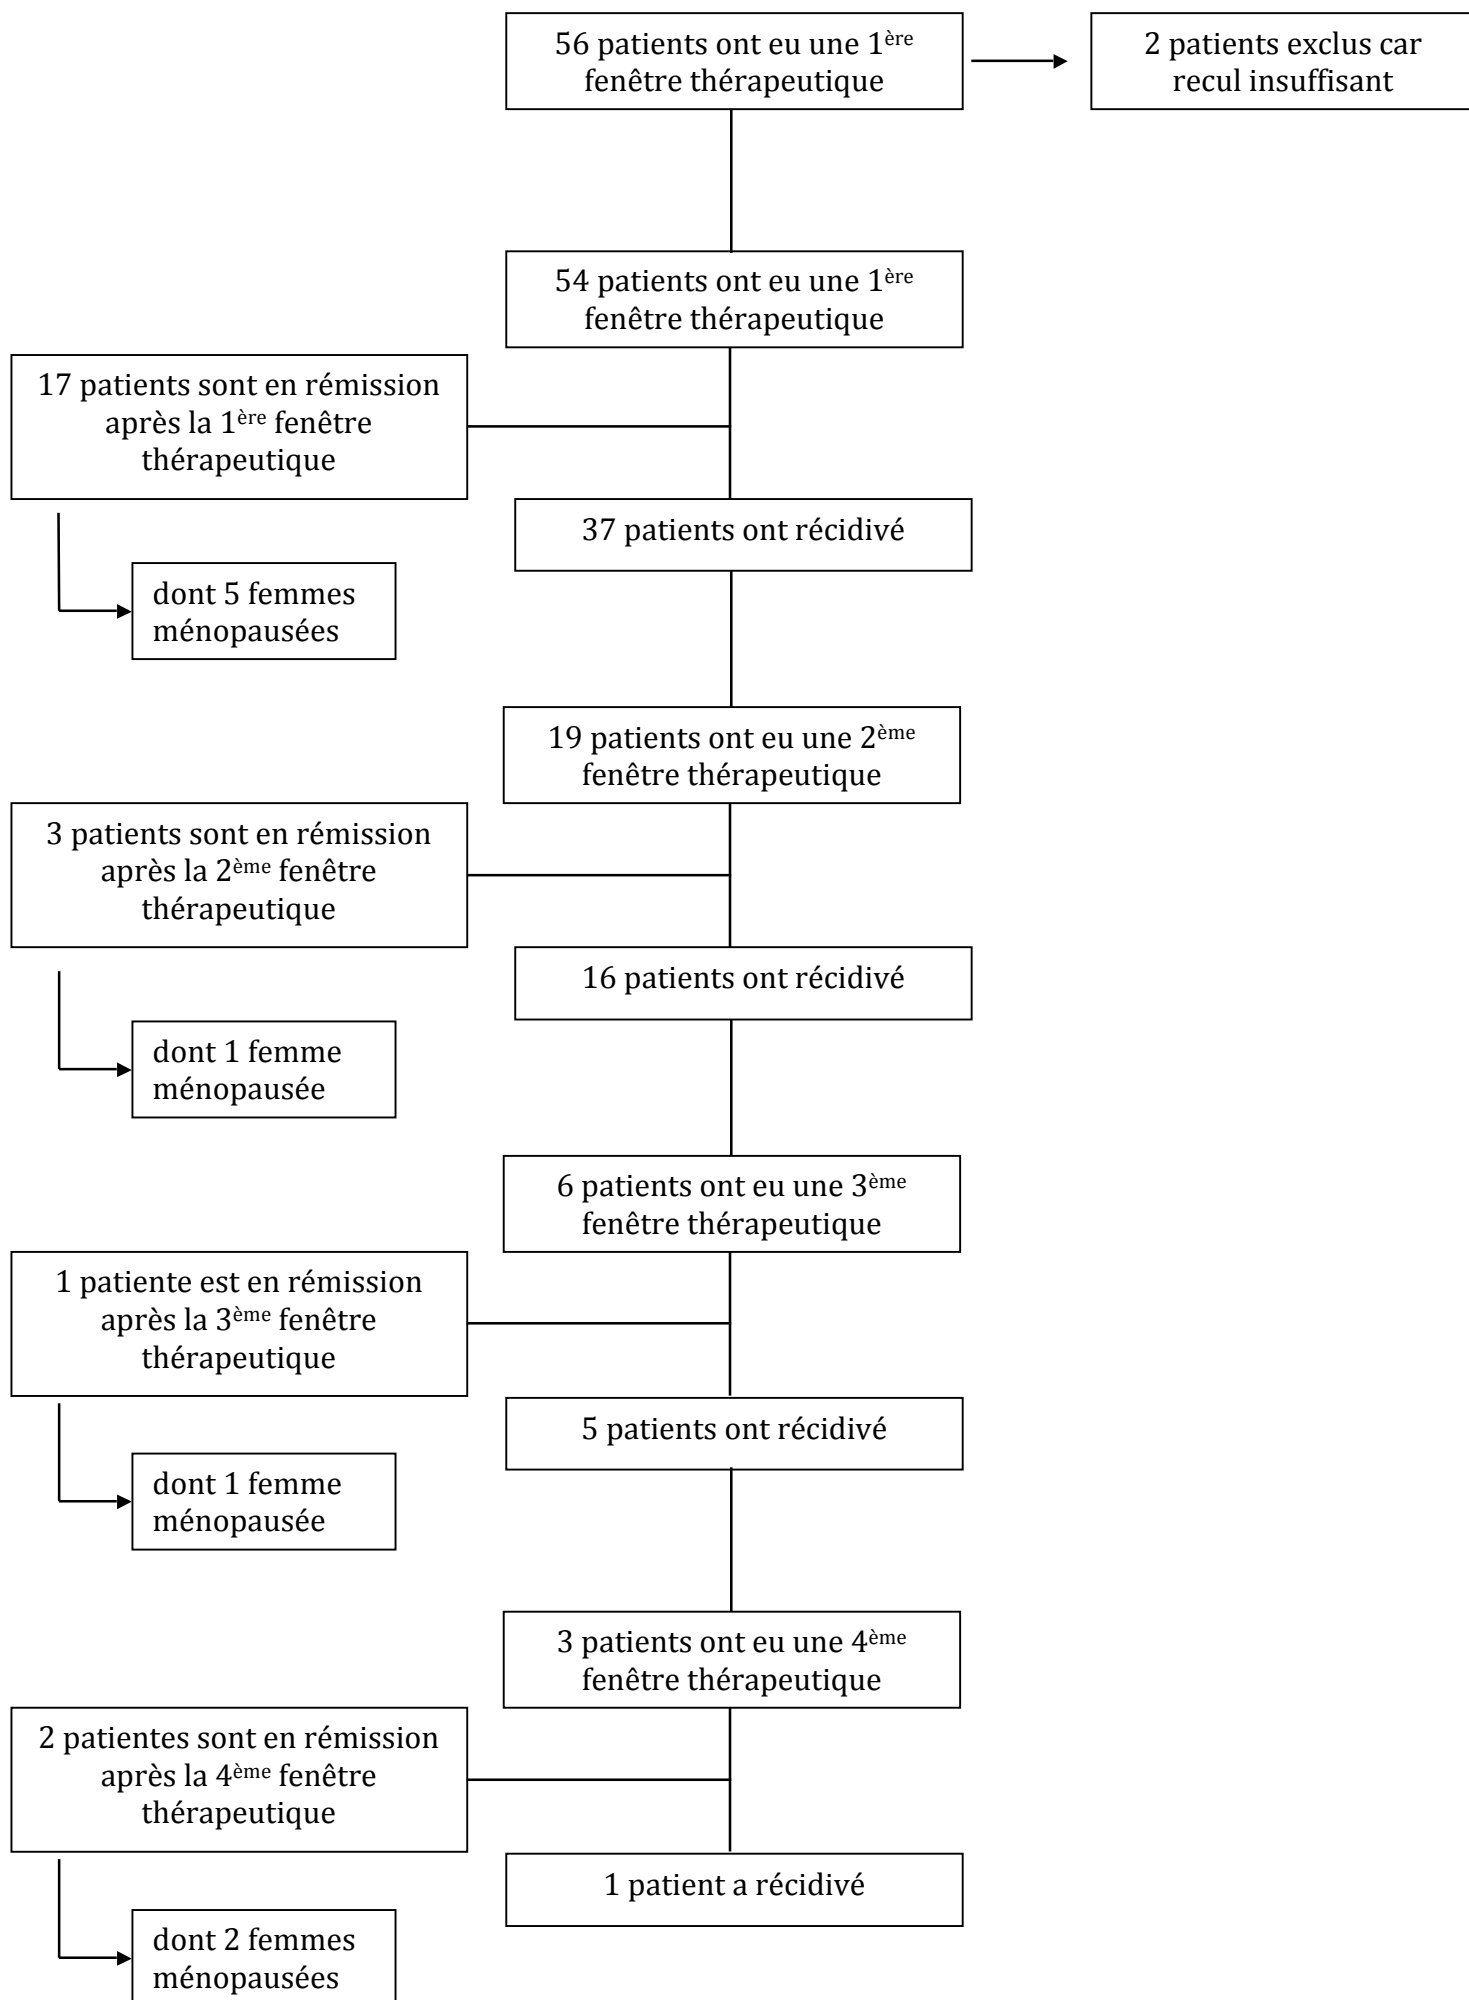 56 patients ont eu une 1ère
fenêtre thérapeutique
2 patients exclus car
recul insuffisant
54 patients ont eu une 1ère
fenêtre thérapeutique
17 patients sont en rémission
après la 1ère fenêtre
thérapeutique
37 patients ont récidivé
dont 5 femmes
ménopausées
19 patients ont eu une 2ème
fenêtre thérapeutique
3 patients sont en rémission
après la 2ème fenêtre
thérapeutique
16 patients ont récidivé
dont 1 femme
ménopausée
6 patients ont eu une 3ème
fenêtre thérapeutique
1 patiente est en rémission
après la 3ème fenêtre
thérapeutique
5 patients ont récidivé
dont 1 femme
ménopausée
3 patients ont eu une 4ème
fenêtre thérapeutique
2 patientes sont en rémission
après la 4ème fenêtre
thérapeutique
1 patient a récidivé
dont 2 femmes
ménopausées